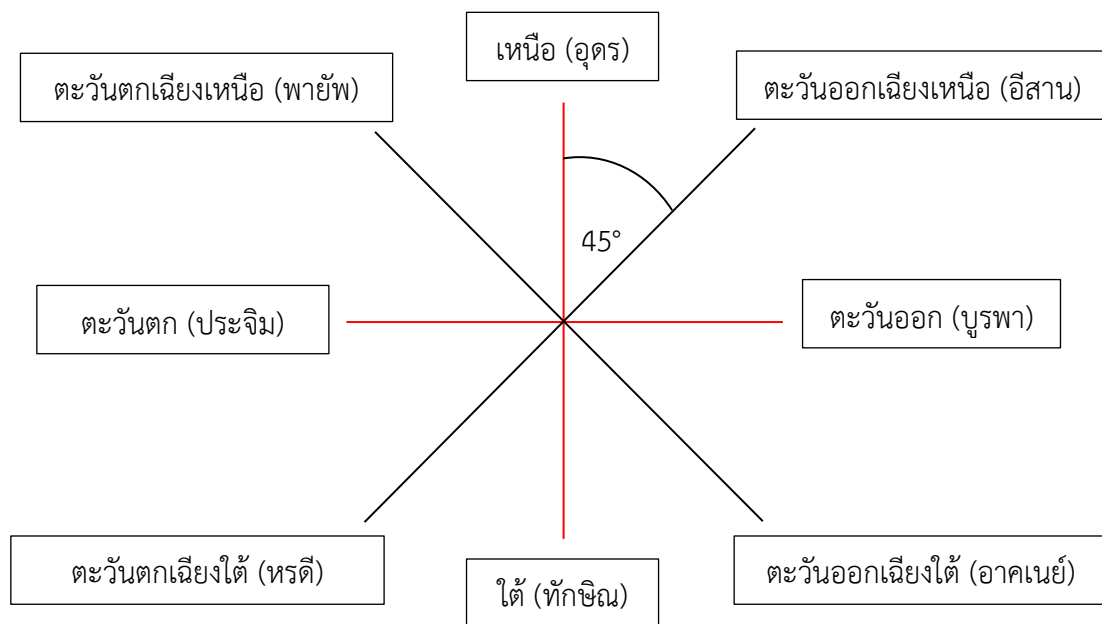 เหนือ (อุดร)
ตะวันตกเฉียงเหนือ (พายัพ)
ตะวันออกเฉียงเหนือ (อีสาน)
45°
ตะวันตก (ประจิม)
ตะวันออก (บูรพา)
ตะวันตกเฉียงใต้ (หรดี)
ใต้ (ทักษิณ)
ตะวันออกเฉียงใต้ (อาคเนย์)